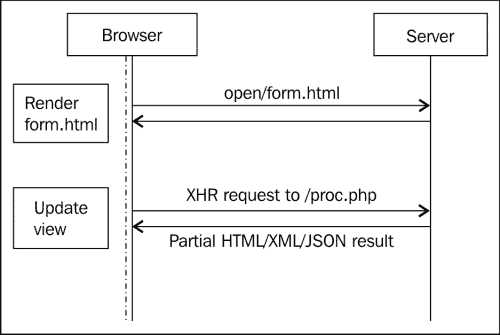 Browser
Server
open/form.html
Render
form.html
XHR request to /proc.php
Update
view
Partial HTML/XML/JSON result